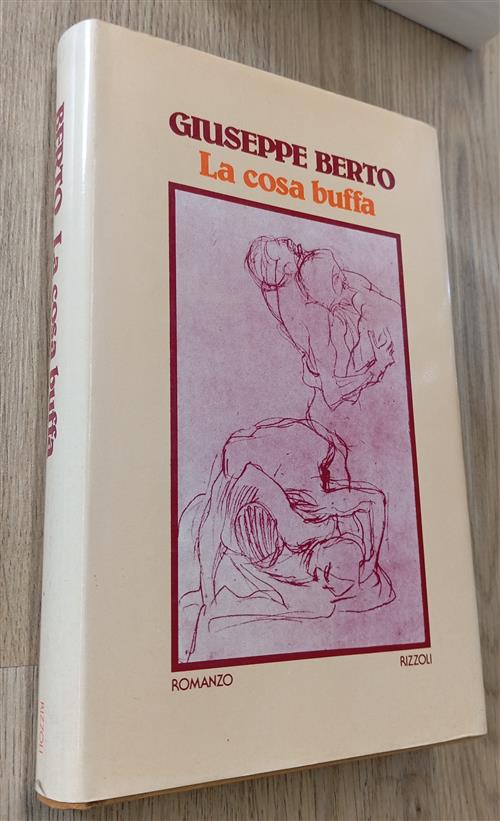 GIUSEPPE BERTO
La cosa buffa
ROMANZO
RIZZOLI
BERTO La cosa buffa
RIZZOLI